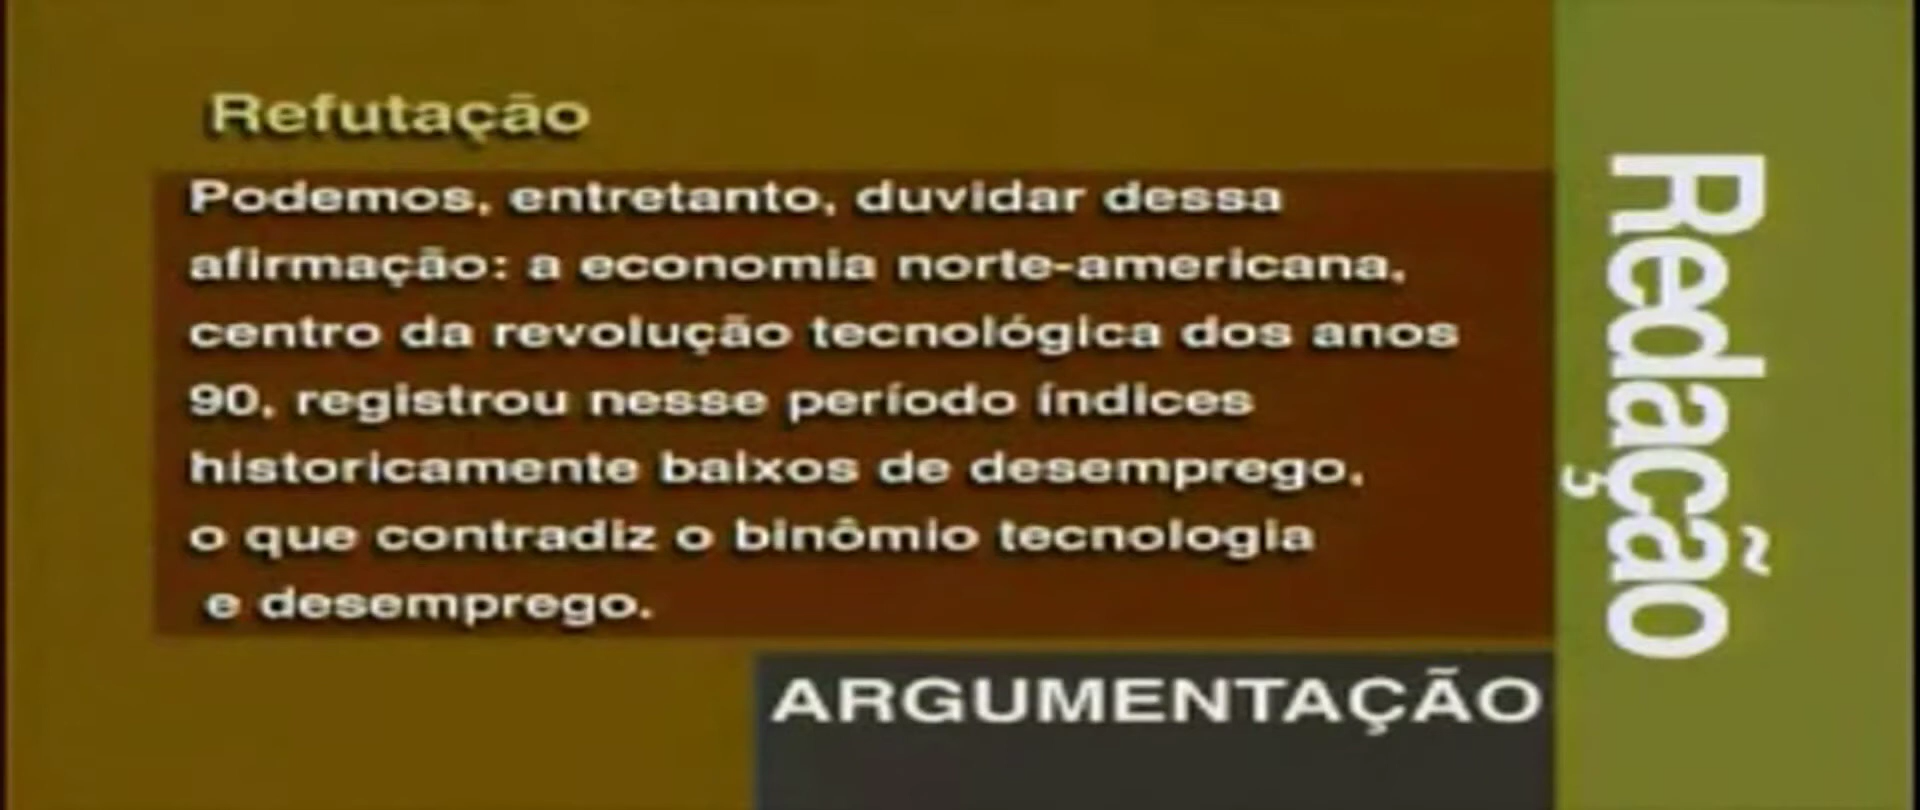 Refutação
Podemos, entretanto, duvidar dessa
afirmação: a economia norte-americana,
centro da revolução tecnológica dos anos
90, registrou nesse período índices
historicamente baixos de desemprego,
o que contradiz o binômio tecnologia
e desemprego.
ARGUMENTAÇÃO
Redação